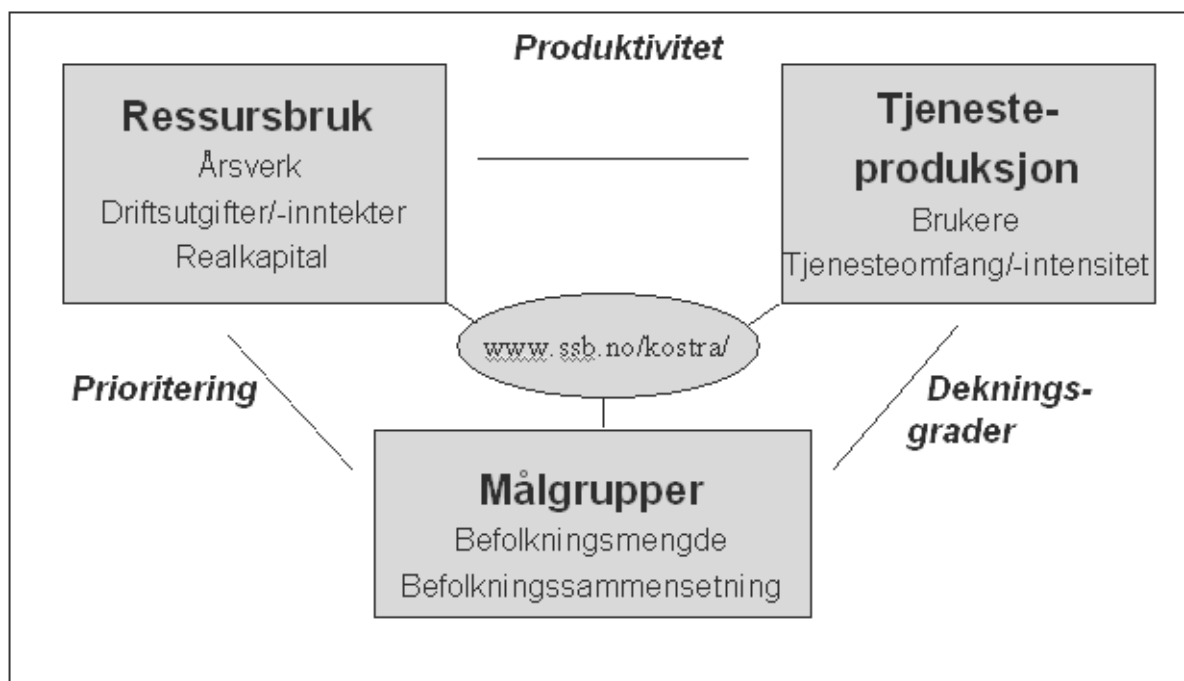 Produktivitet
Ressursbruk
Årsverk
Driftsutgifter/-inntekter
Realkapital
Tjeneste-
produksjon
Brukere
Tjenesteomfang/-intensitet
www.ssb.no/kostra/
Prioritering
Deknings-
grader
Målgrupper
Befolkningsmengde
Befolkningssammensetning